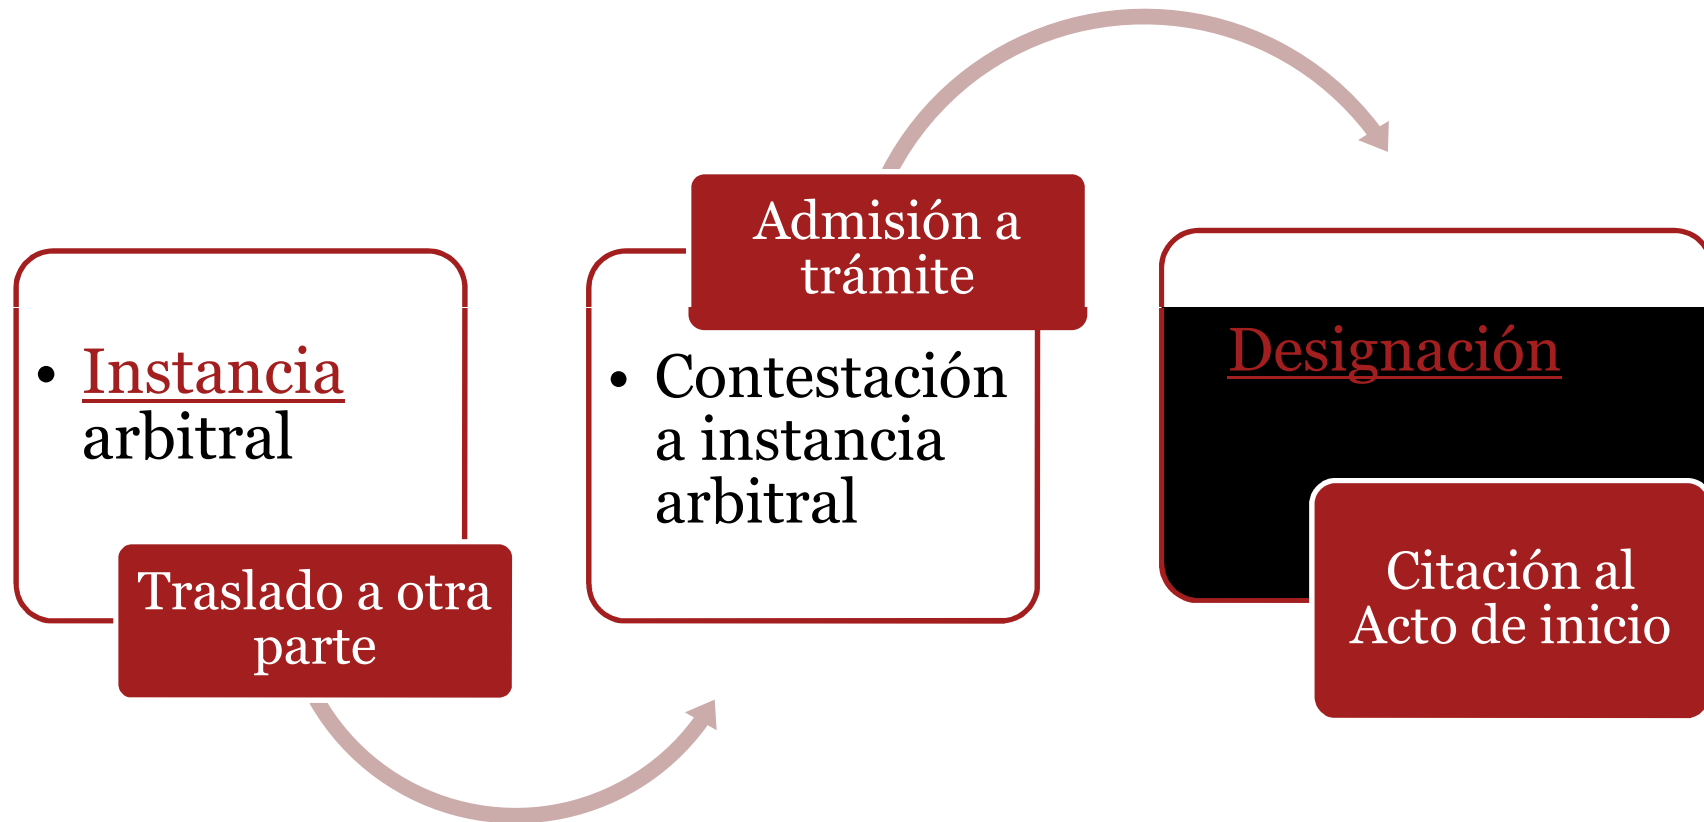 • Instancia
arbitral
Traslado a otra
parte
Admisión a
trámite
• Contestación
a instancia
arbitral
Designación
Citación al
Acto de inicio